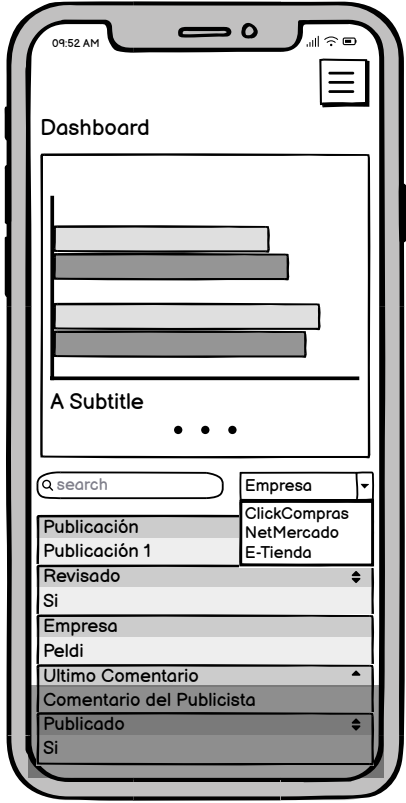 09:52 AM
Dashboard
A Subtitle
search
Empresa
ClickCompras
NetMercado
E-Tienda
Publicación
Publicación 1
Revisado
Si
Empresa
Peldi
Ultimo Comentario
Comentario del Publicista
Publicado
Si